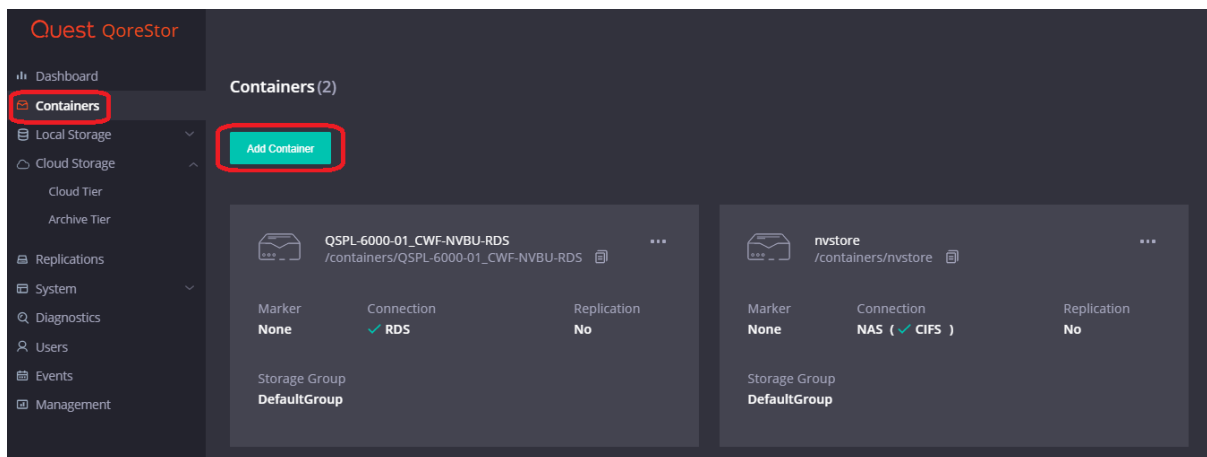 Quest QoreStor
Dashboard
Containers
Local Storage
Cloud Storage
Cloud Tier
Archive Tier
Replications
System
Diagnostics
Users
Events
Management
Containers (2)
Add Container
QSPL-6000-01_CWF-NVBU-RDS
/containers/QSPL-6000-01_CWF-NVBU-RDS
Marker Connection Replication
None RDS No
Storage Group
DefaultGroup
nvstore
/containers/nvstore
Marker Connection Replication
None NAS ( CIFS ) No
Storage Group
DefaultGroup